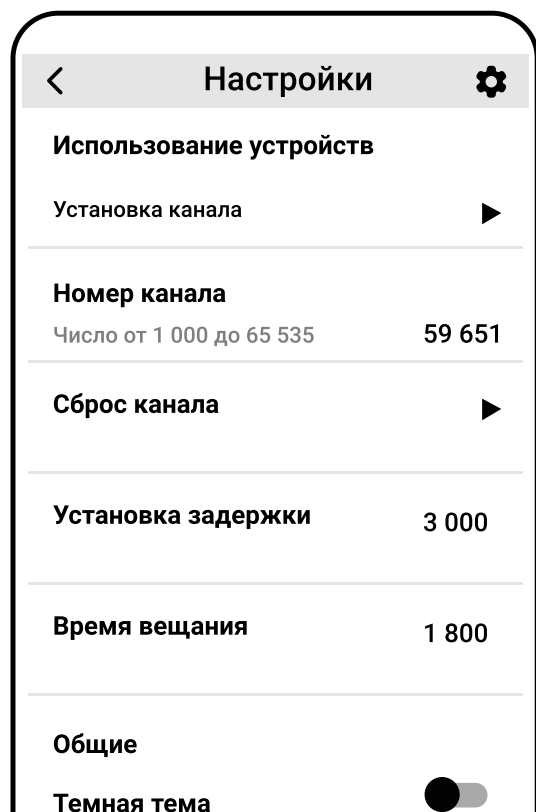 Настройки
Использование устройств
Установка канала
Номер канала
Число от 1 000 до 65 535
59 651
Сброс канала
Установка задержки
3 000
Время вещания
1 800
Общие
Темная тема